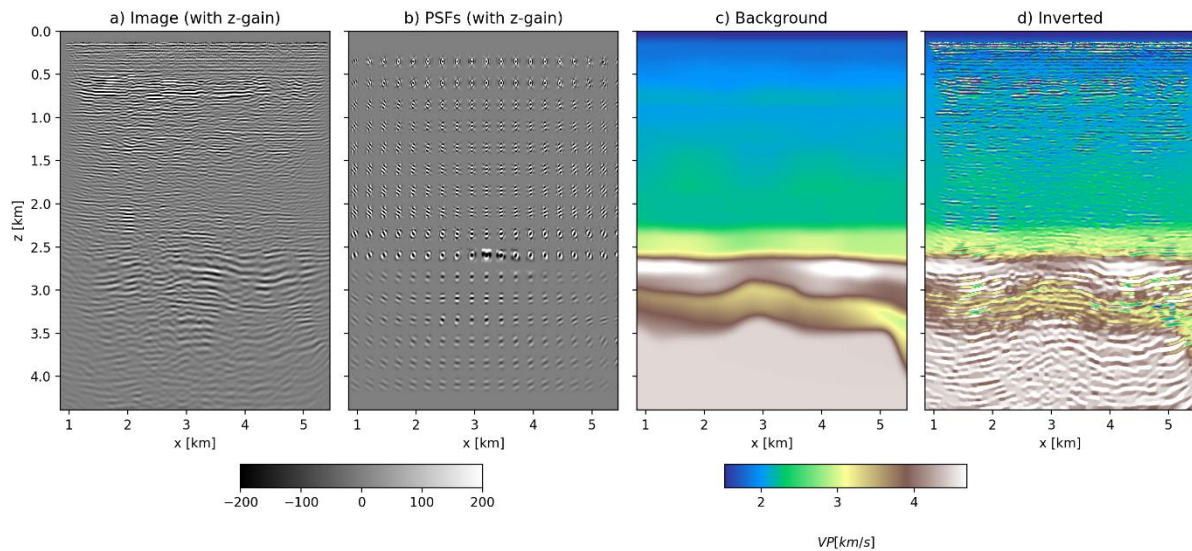 a) Image (with z-gain)
b) PSFs (with z-gain)
c) Background
d) Inverted
0.0
0.5
1.0
1.5
2.0
2.5
3.0
3.5
4.0
z [km]
1 2 3 4 5
1 2 3 4 5
1 2 3 4 5
1 2 3 4 5
x [km]
x [km]
x [km]
x [km]
−200 −100 0 100 200
2 3 4
VP[km/s]